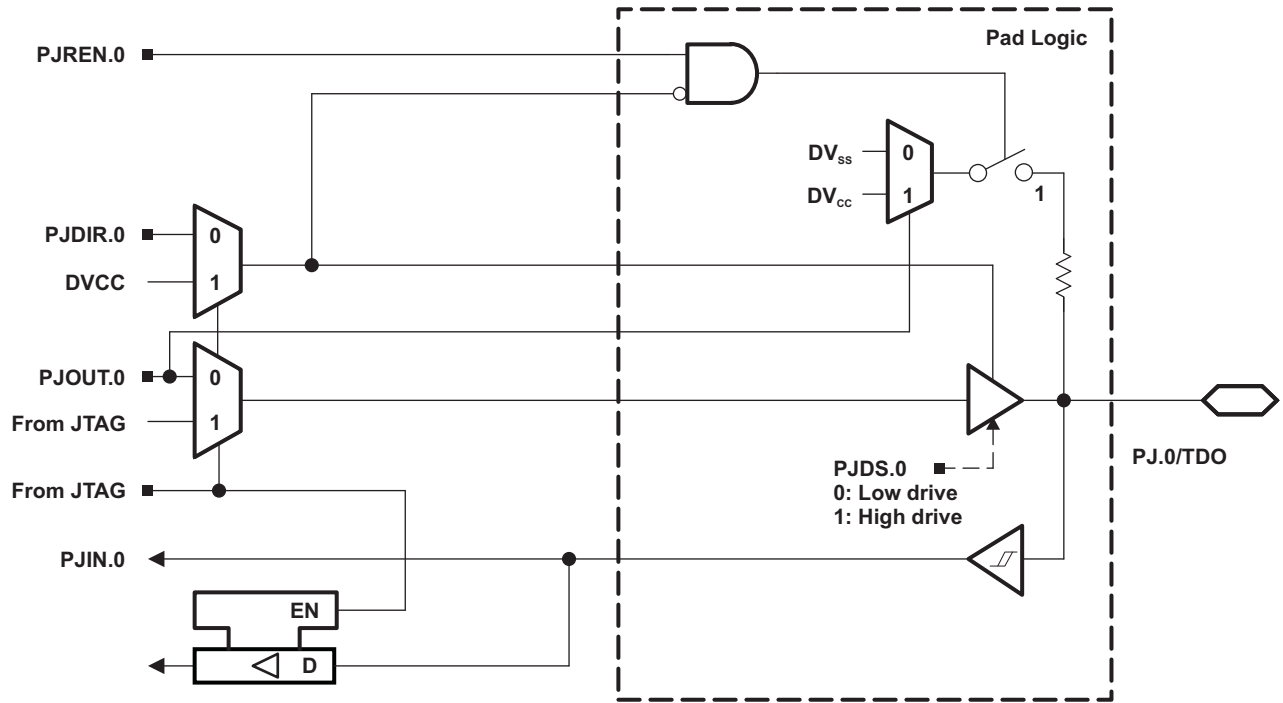 Pad Logic
PJREN.0
DVss
0
DVcc
1
1
PJDIR.0
0
DVCC
1
PJOUT.0
0
From JTAG
1
PJ.0/TDO
PJDS.0
0: Low drive
1: High drive
From JTAG
PJIN.0
EN
D